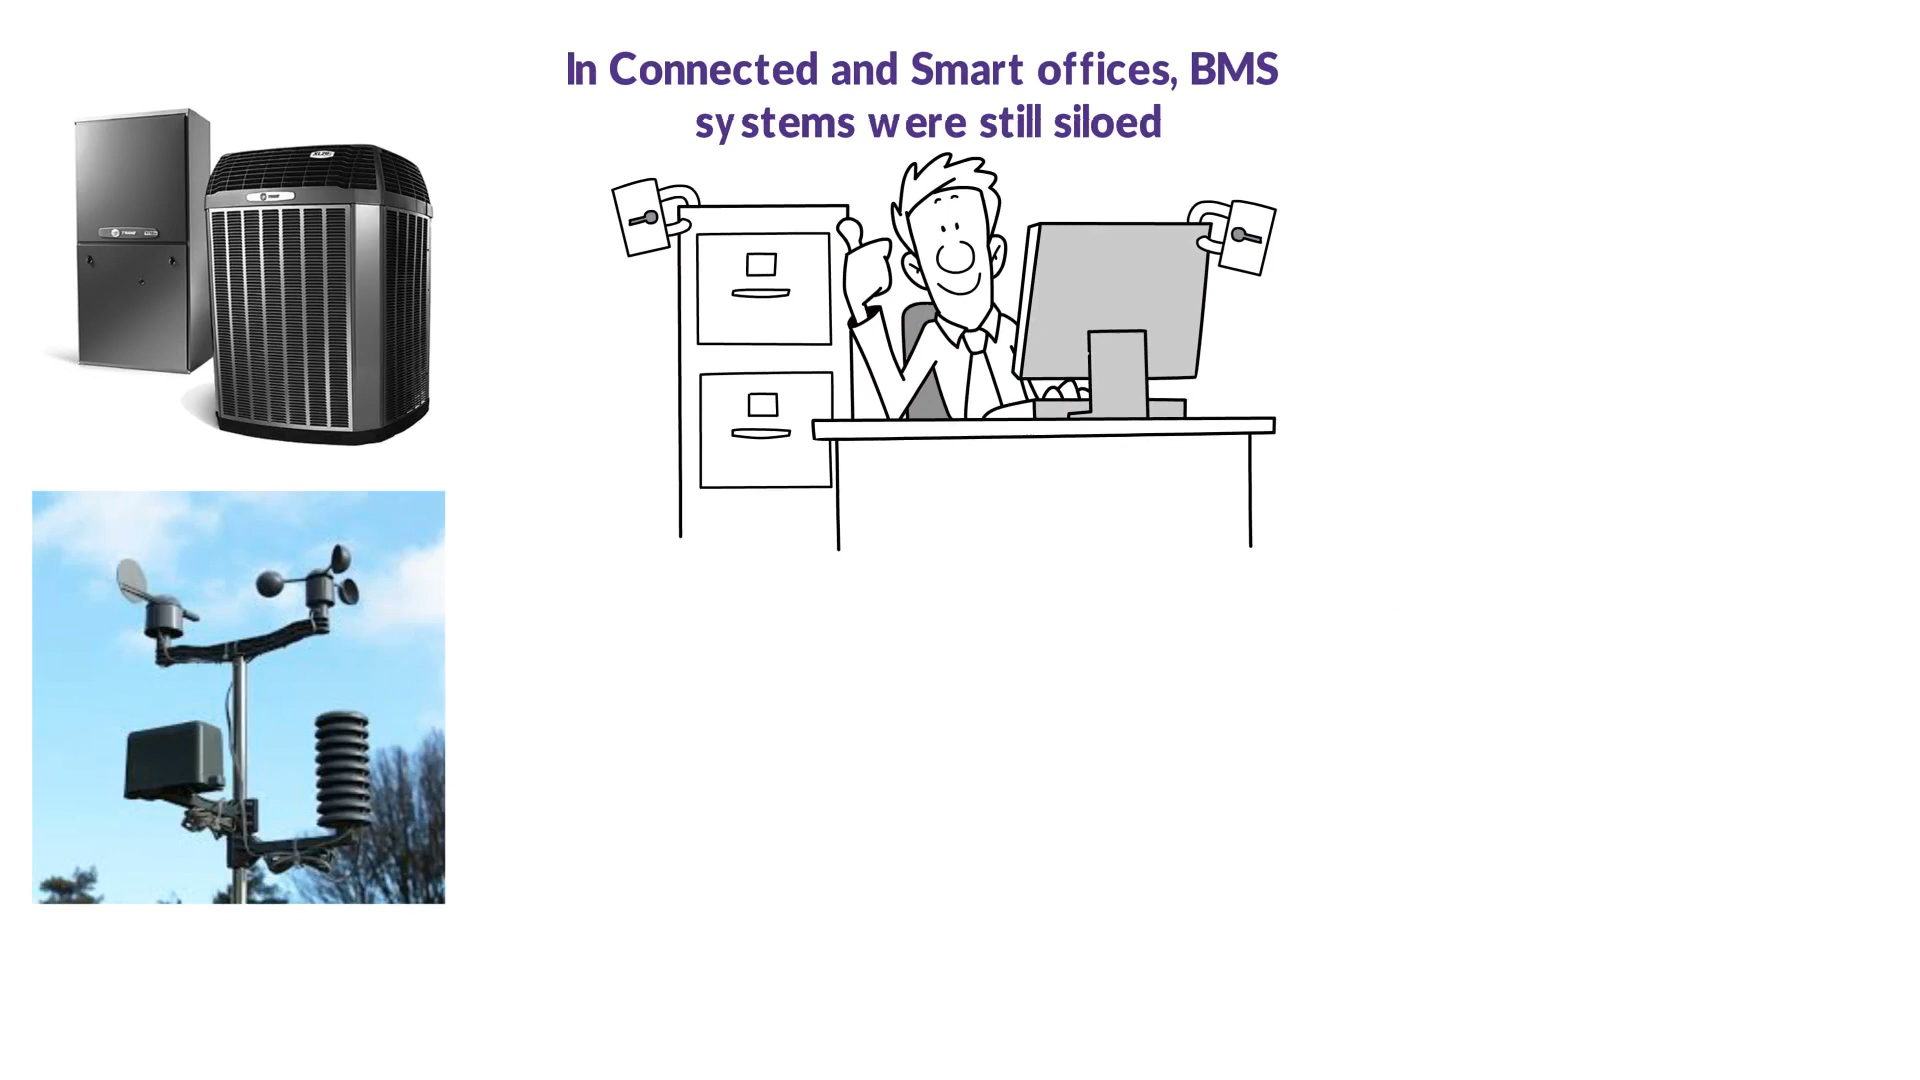 In Connected and Smart offices, BMS
systems were still siloed